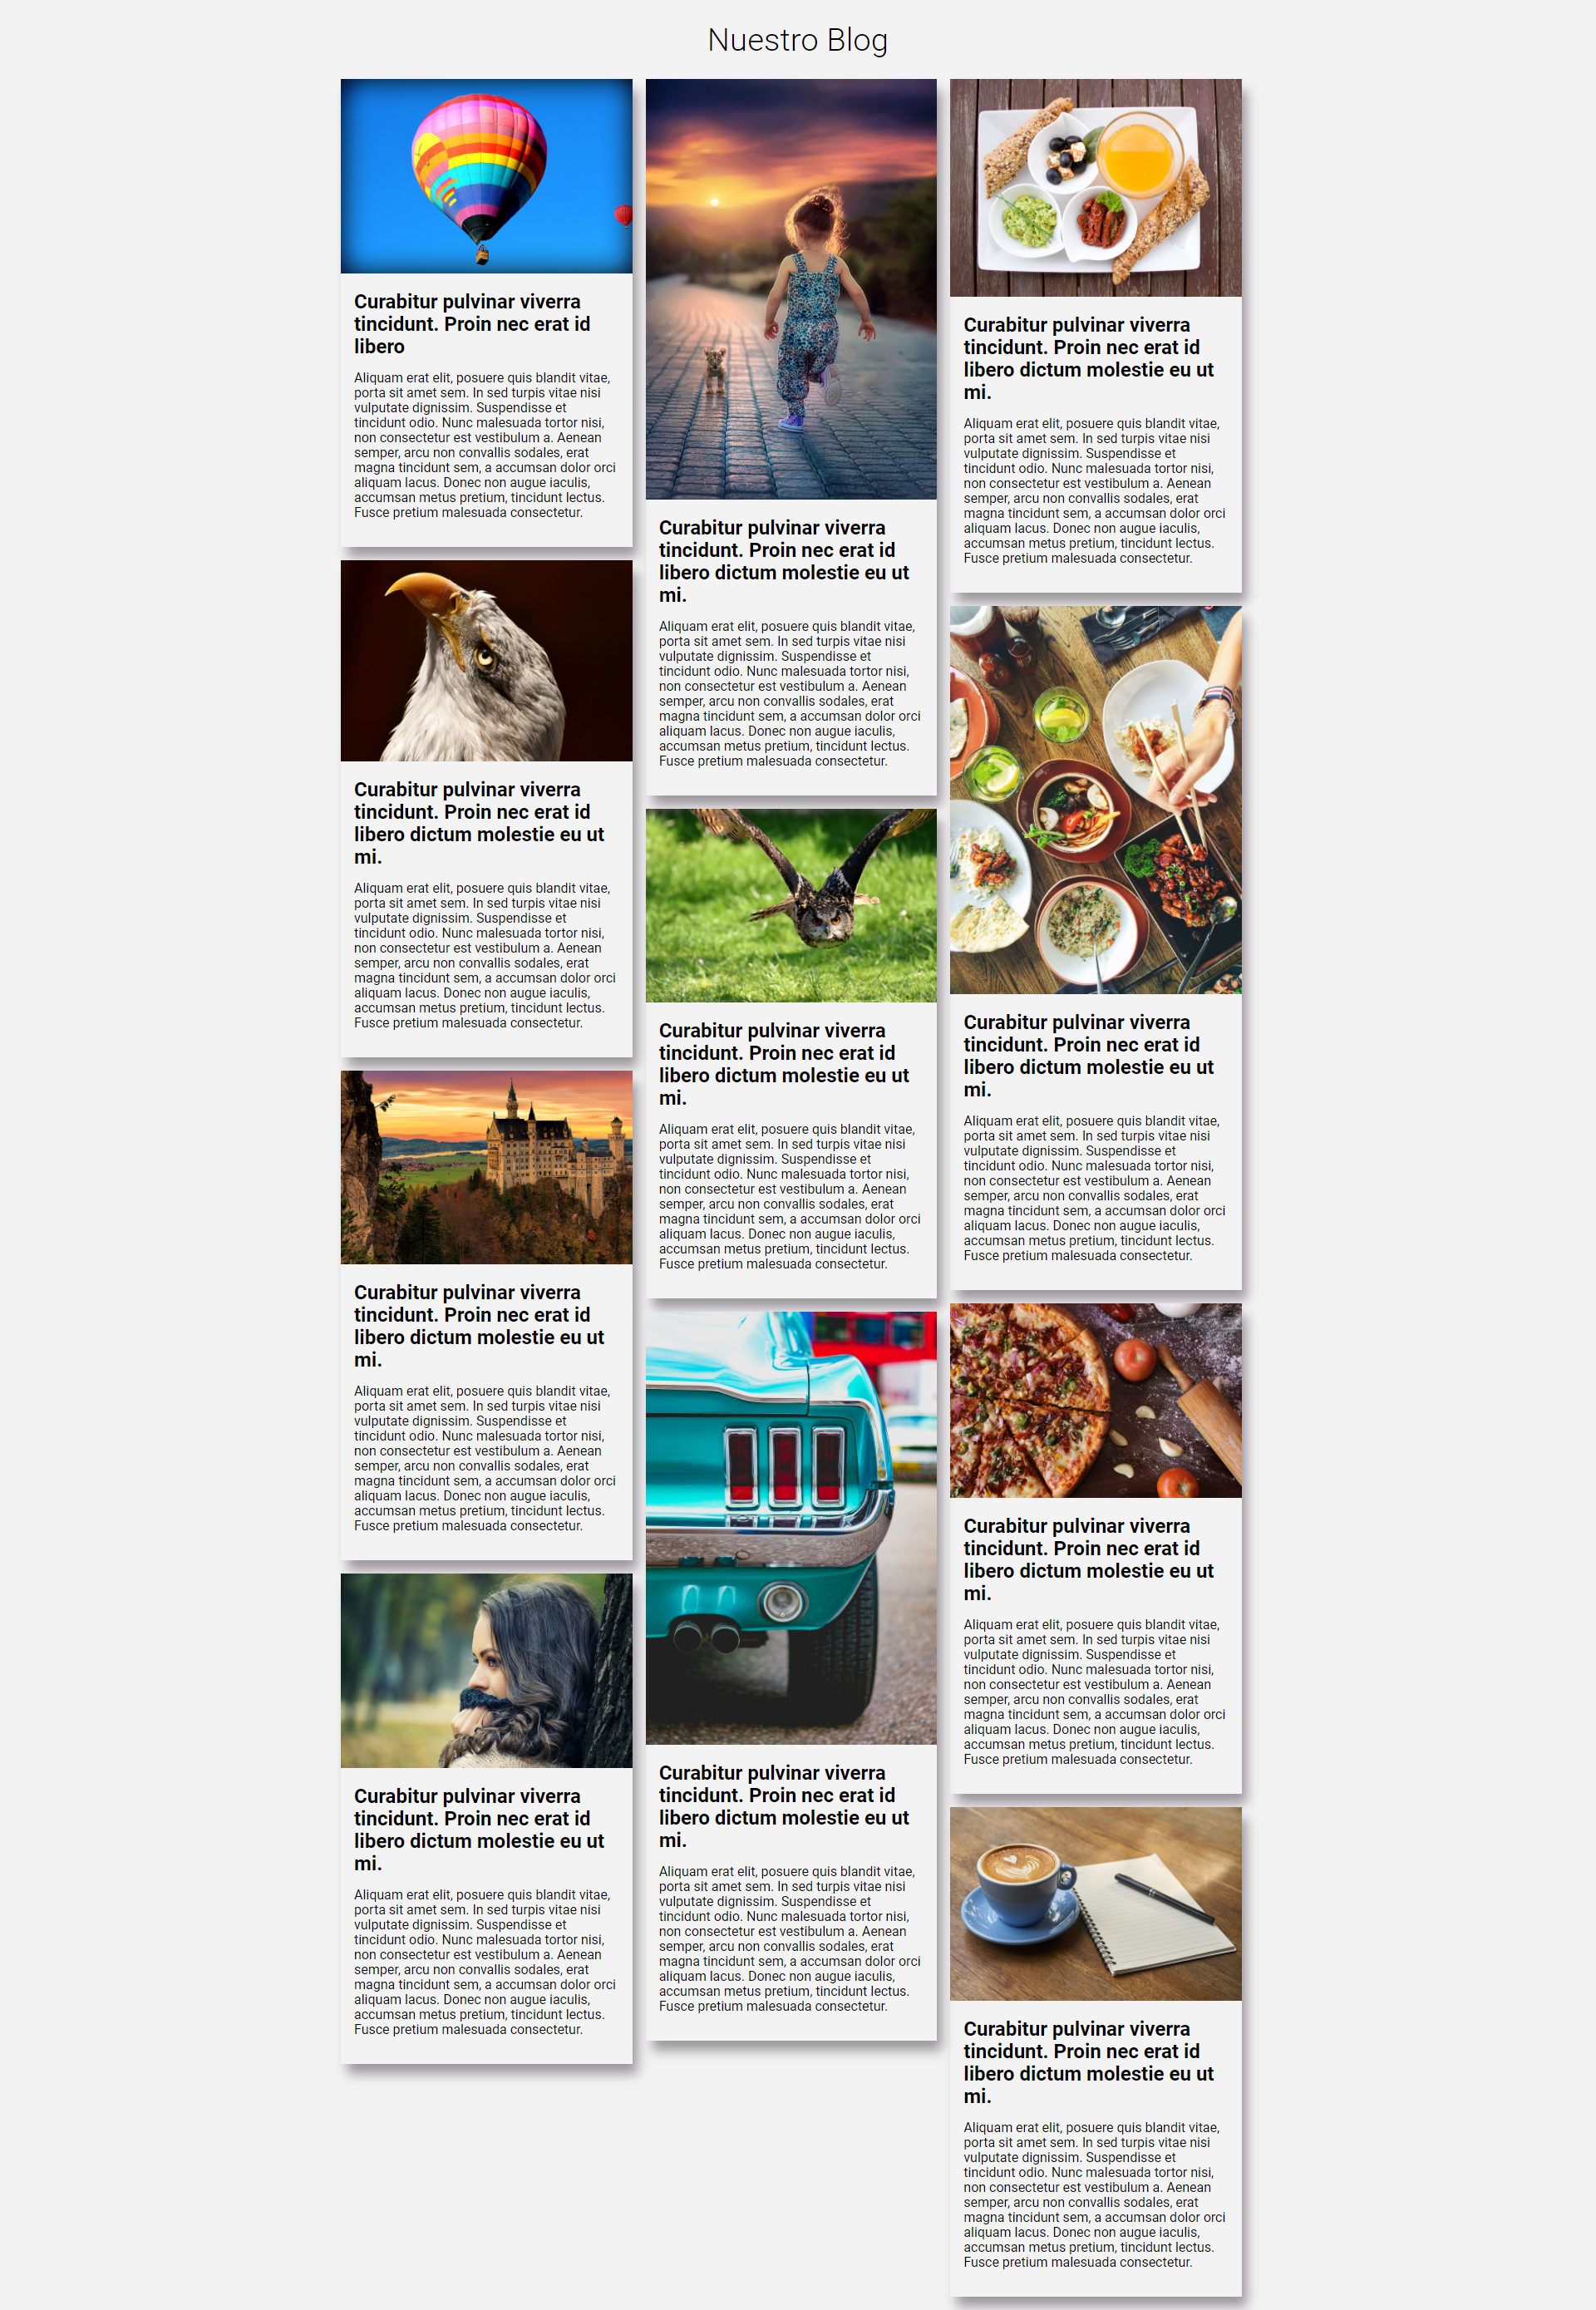 Nuestro Blog
Curabitur pulvinar viverra
tincidunt. Proin nec erat id
libero
Aliquam erat elit, posuere quis blandit vitae,
porta sit amet sem. In sed turpis vitae nisi
vulputate dignissim. Suspendisse et
tincidunt odio. Nunc malesuada tortor nisi,
non consectetur est vestibulum a. Aenean
semper, arcu non convallis sodales, erat
magna tincidunt sem, a accumsan dolor orci
aliquam lacus. Donec non augue iaculis,
accumsan metus pretium, tincidunt lectus.
Fusce pretium malesuada consectetur.
Curabitur pulvinar viverra
tincidunt. Proin nec erat id
libero dictum molestie eu ut
mi.
Aliquam erat elit, posuere quis blandit vitae,
porta sit amet sem. In sed turpis vitae nisi
vulputate dignissim. Suspendisse et
tincidunt odio. Nunc malesuada tortor nisi,
non consectetur est vestibulum a. Aenean
semper, arcu non convallis sodales, erat
magna tincidunt sem, a accumsan dolor orci
aliquam lacus. Donec non augue iaculis,
accumsan metus pretium, tincidunt lectus.
Fusce pretium malesuada consectetur.
Curabitur pulvinar viverra
tincidunt. Proin nec erat id
libero dictum molestie eu ut
mi.
Aliquam erat elit, posuere quis blandit vitae,
porta sit amet sem. In sed turpis vitae nisi
vulputate dignissim. Suspendisse et
tincidunt odio. Nunc malesuada tortor nisi,
non consectetur est vestibulum a. Aenean
semper, arcu non convallis sodales, erat
magna tincidunt sem, a accumsan dolor orci
aliquam lacus. Donec non augue iaculis,
accumsan metus pretium, tincidunt lectus.
Fusce pretium malesuada consectetur.
Curabitur pulvinar viverra
tincidunt. Proin nec erat id
libero dictum molestie eu ut
mi.
Aliquam erat elit, posuere quis blandit vitae,
porta sit amet sem. In sed turpis vitae nisi
vulputate dignissim. Suspendisse et
tincidunt odio. Nunc malesuada tortor nisi,
non consectetur est vestibulum a. Aenean
semper, arcu non convallis sodales, erat
magna tincidunt sem, a accumsan dolor orci
aliquam lacus. Donec non augue iaculis,
accumsan metus pretium, tincidunt lectus.
Fusce pretium malesuada consectetur.
Curabitur pulvinar viverra
tincidunt. Proin nec erat id
libero dictum molestie eu ut
mi.
Aliquam erat elit, posuere quis blandit vitae,
porta sit amet sem. In sed turpis vitae nisi
vulputate dignissim. Suspendisse et
tincidunt odio. Nunc malesuada tortor nisi,
non consectetur est vestibulum a. Aenean
semper, arcu non convallis sodales, erat
magna tincidunt sem, a accumsan dolor orci
aliquam lacus. Donec non augue iaculis,
accumsan metus pretium, tincidunt lectus.
Fusce pretium malesuada consectetur.
Curabitur pulvinar viverra
tincidunt. Proin nec erat id
libero dictum molestie eu ut
mi.
Aliquam erat elit, posuere quis blandit vitae,
porta sit amet sem. In sed turpis vitae nisi
vulputate dignissim. Suspendisse et
tincidunt odio. Nunc malesuada tortor nisi,
non consectetur est vestibulum a. Aenean
semper, arcu non convallis sodales, erat
magna tincidunt sem, a accumsan dolor orci
aliquam lacus. Donec non augue iaculis,
accumsan metus pretium, tincidunt lectus.
Fusce pretium malesuada consectetur.
Curabitur pulvinar viverra
tincidunt. Proin nec erat id
libero dictum molestie eu ut
mi.
Aliquam erat elit, posuere quis blandit vitae,
porta sit amet sem. In sed turpis vitae nisi
vulputate dignissim. Suspendisse et
tincidunt odio. Nunc malesuada tortor nisi,
non consectetur est vestibulum a. Aenean
semper, arcu non convallis sodales, erat
magna tincidunt sem, a accumsan dolor orci
aliquam lacus. Donec non augue iaculis,
accumsan metus pretium, tincidunt lectus.
Fusce pretium malesuada consectetur.
Curabitur pulvinar viverra
tincidunt. Proin nec erat id
libero dictum molestie eu ut
mi.
Aliquam erat elit, posuere quis blandit vitae,
porta sit amet sem. In sed turpis vitae nisi
vulputate dignissim. Suspendisse et
tincidunt odio. Nunc malesuada tortor nisi,
non consectetur est vestibulum a. Aenean
semper, arcu non convallis sodales, erat
magna tincidunt sem, a accumsan dolor orci
aliquam lacus. Donec non augue iaculis,
accumsan metus pretium, tincidunt lectus.
Fusce pretium malesuada consectetur.
Curabitur pulvinar viverra
tincidunt. Proin nec erat id
libero dictum molestie eu ut
mi.
Aliquam erat elit, posuere quis blandit vitae,
porta sit amet sem. In sed turpis vitae nisi
vulputate dignissim. Suspendisse et
tincidunt odio. Nunc malesuada tortor nisi,
non consectetur est vestibulum a. Aenean
semper, arcu non convallis sodales, erat
magna tincidunt sem, a accumsan dolor orci
aliquam lacus. Donec non augue iaculis,
accumsan metus pretium, tincidunt lectus.
Fusce pretium malesuada consectetur.
Curabitur pulvinar viverra
tincidunt. Proin nec erat id
libero dictum molestie eu ut
mi.
Aliquam erat elit, posuere quis blandit vitae,
porta sit amet sem. In sed turpis vitae nisi
vulputate dignissim. Suspendisse et
tincidunt odio. Nunc malesuada tortor nisi,
non consectetur est vestibulum a. Aenean
semper, arcu non convallis sodales, erat
magna tincidunt sem, a accumsan dolor orci
aliquam lacus. Donec non augue iaculis,
accumsan metus pretium, tincidunt lectus.
Fusce pretium malesuada consectetur.
Curabitur pulvinar viverra
tincidunt. Proin nec erat id
libero dictum molestie eu ut
mi.
Aliquam erat elit, posuere quis blandit vitae,
porta sit amet sem. In sed turpis vitae nisi
vulputate dignissim. Suspendisse et
tincidunt odio. Nunc malesuada tortor nisi,
non consectetur est vestibulum a. Aenean
semper, arcu non convallis sodales, erat
magna tincidunt sem, a accumsan dolor orci
aliquam lacus. Donec non augue iaculis,
accumsan metus pretium, tincidunt lectus.
Fusce pretium malesuada consectetur.